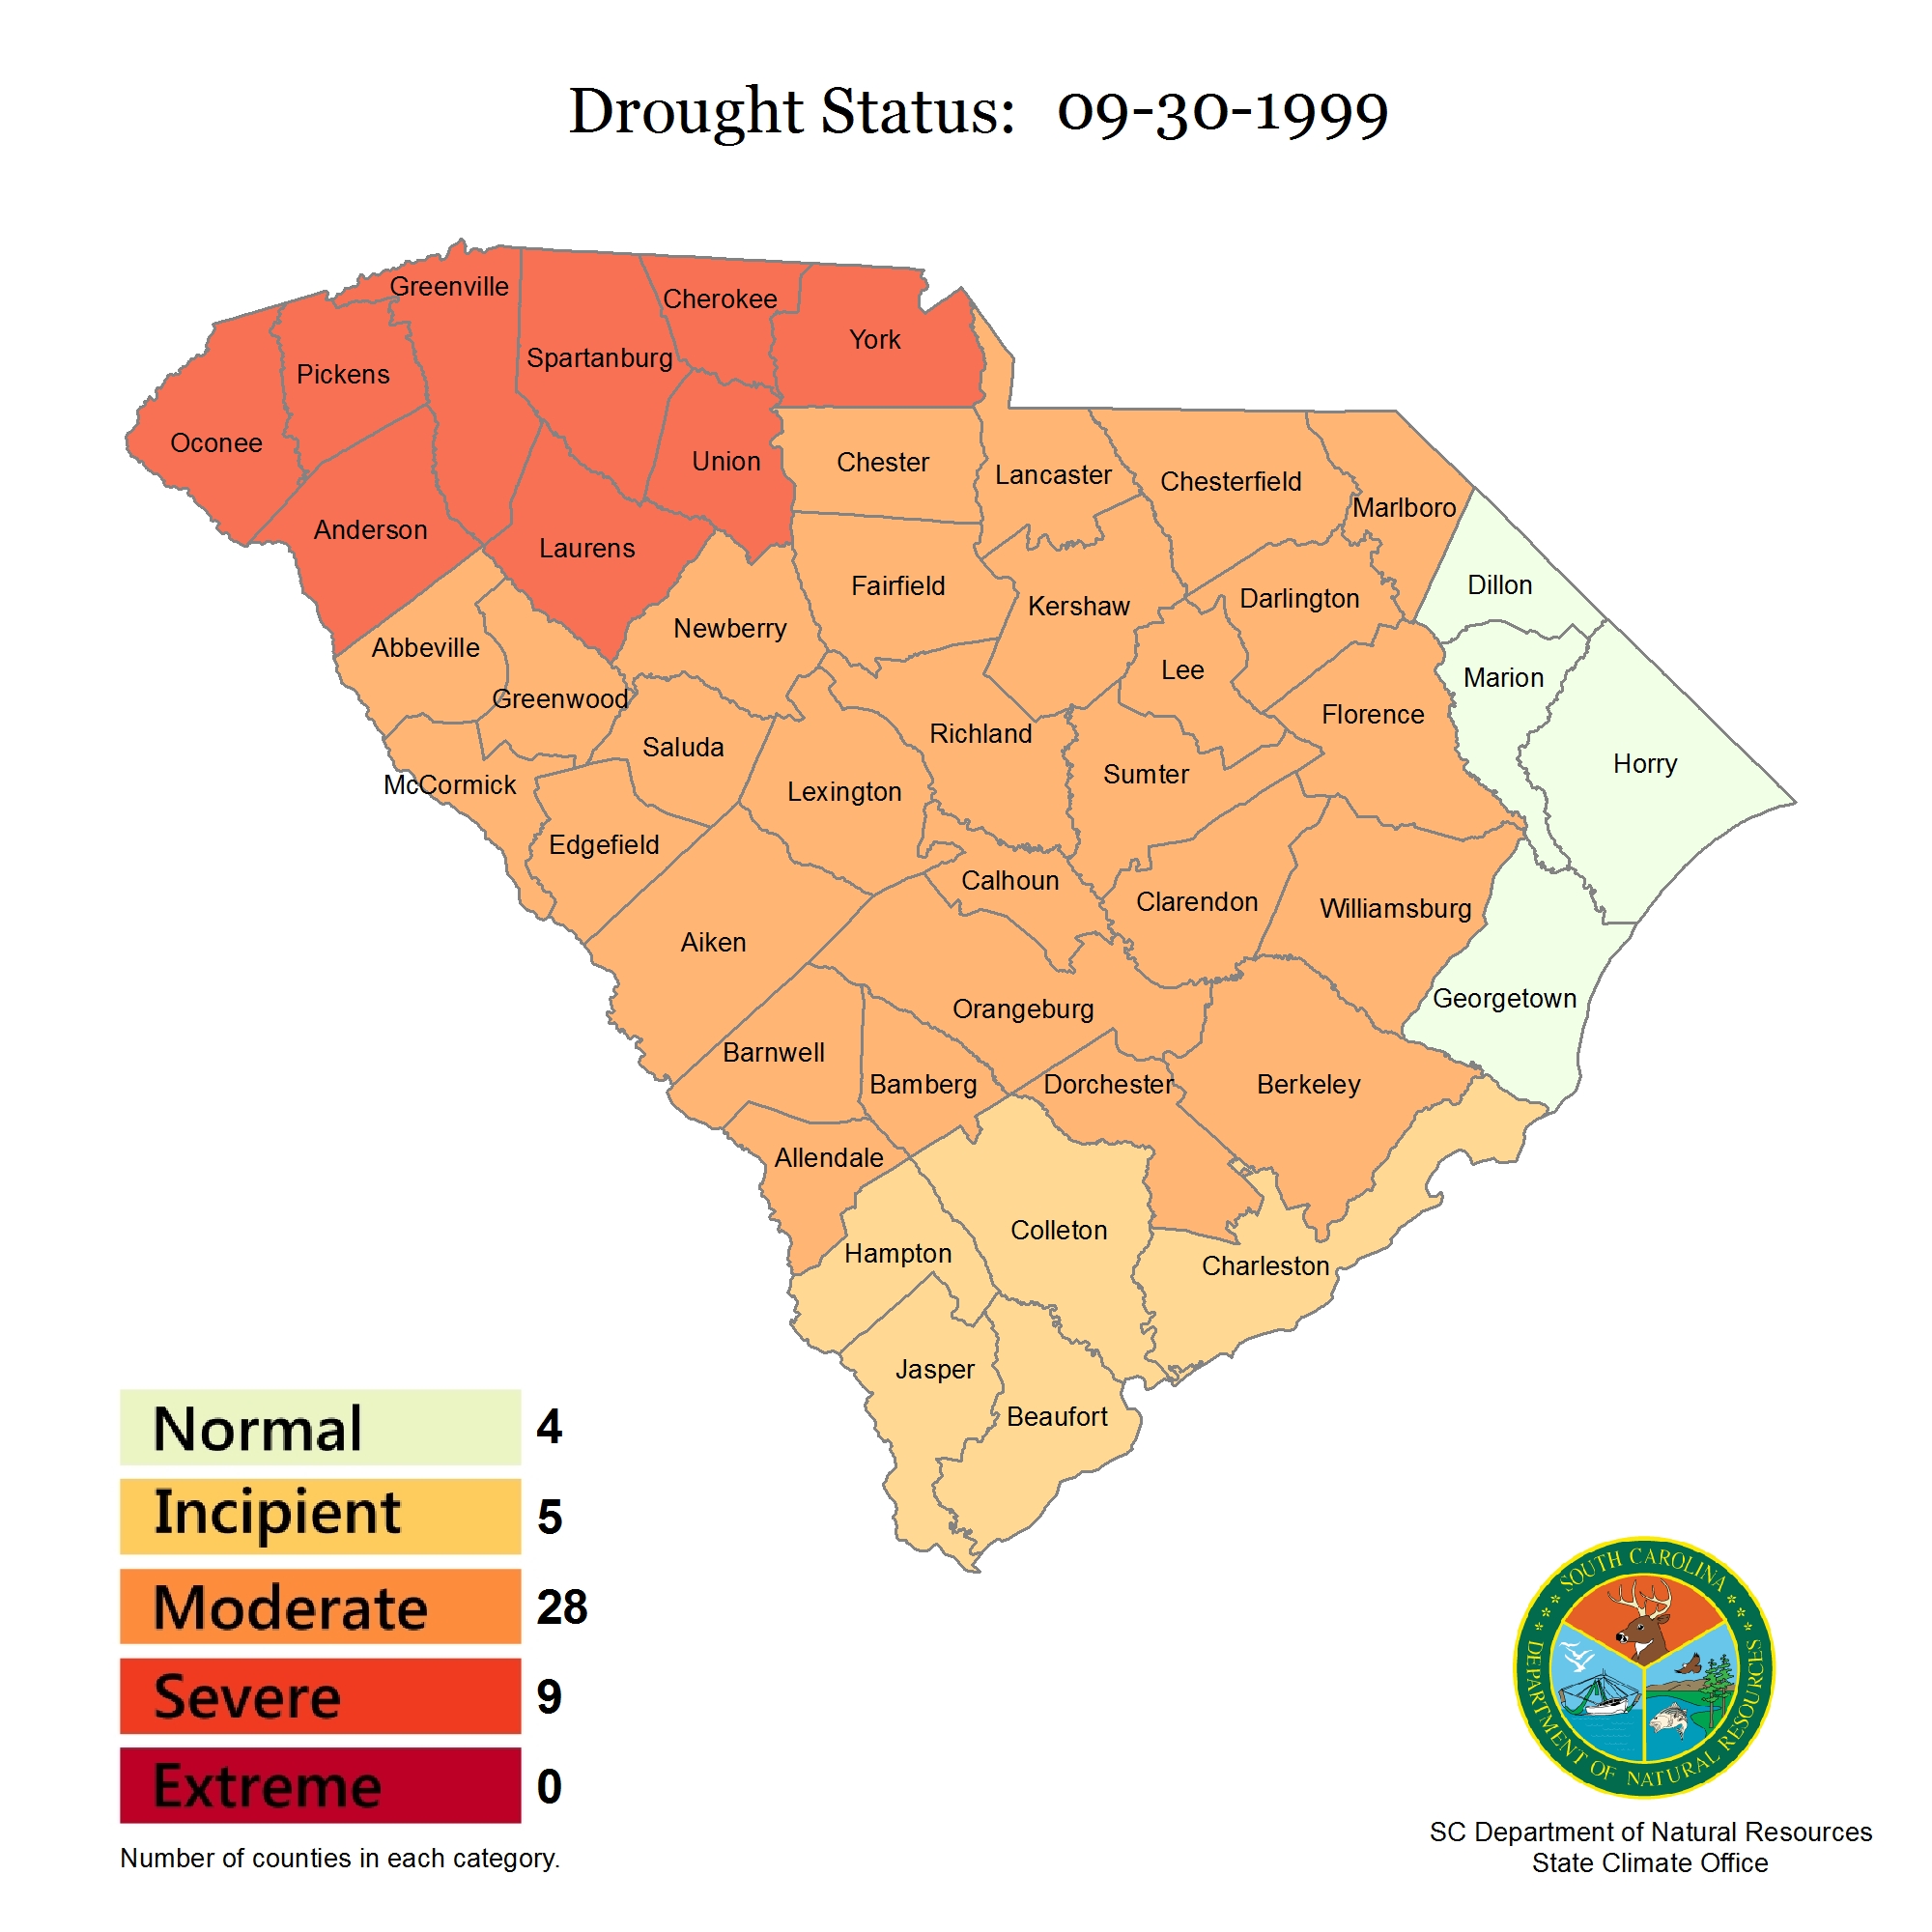 Drought Status: 09-30-1999
Greenville
Cherokee
York
Spartanburg
Pickens
Oconee
Union
Chester
Lancaster
Chesterfield
Marlboro
Anderson
Laurens
Fairfield
Dillon
Kershaw
Darlington
Newberry
Abbeville
Lee
Marion
Greenwood
Florence
Richland
Saluda
Horry
Sumter
McCormick
Lexington
Edgefield
Calhoun
Clarendon
Williamsburg
Aiken
Georgetown
Orangeburg
Barnwell
Bamberg
Dorchester
Berkeley
Allendale
Colleton
Hampton
Charleston
Jasper
Beaufort
Normal 4
Incipient 5
Moderate 28
Severe 9
Extreme 0
Number of counties in each category.
SOUTH CAROLINA
DEPARTMENT OF NATURAL RESOURCES
SC Department of Natural Resources
State Climate Office